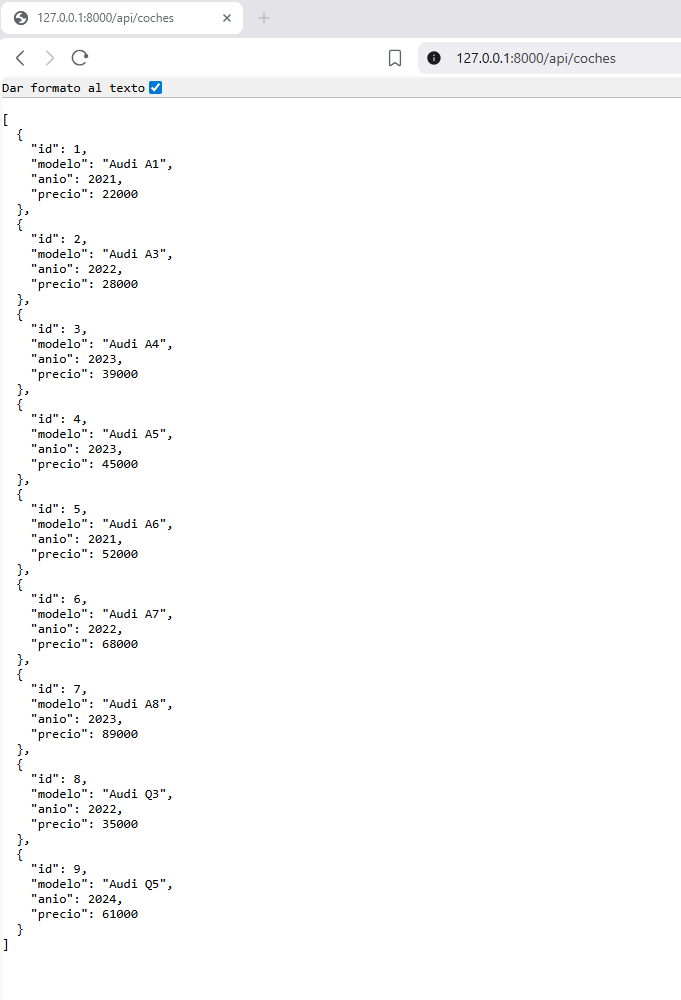 127.0.0.1:8000/api/coches
127.0.0.1:8000/api/coches
Dar formato al texto
[
  {
    "id": 1,
    "modelo": "Audi A1",
    "anio": 2021,
    "precio": 22000
  },
  {
    "id": 2,
    "modelo": "Audi A3",
    "anio": 2022,
    "precio": 28000
  },
  {
    "id": 3,
    "modelo": "Audi A4",
    "anio": 2023,
    "precio": 39000
  },
  {
    "id": 4,
    "modelo": "Audi A5",
    "anio": 2023,
    "precio": 45000
  },
  {
    "id": 5,
    "modelo": "Audi A6",
    "anio": 2021,
    "precio": 52000
  },
  {
    "id": 6,
    "modelo": "Audi A7",
    "anio": 2022,
    "precio": 68000
  },
  {
    "id": 7,
    "modelo": "Audi A8",
    "anio": 2023,
    "precio": 89000
  },
  {
    "id": 8,
    "modelo": "Audi Q3",
    "anio": 2022,
    "precio": 35000
  },
  {
    "id": 9,
    "modelo": "Audi Q5",
    "anio": 2024,
    "precio": 61000
  }
]